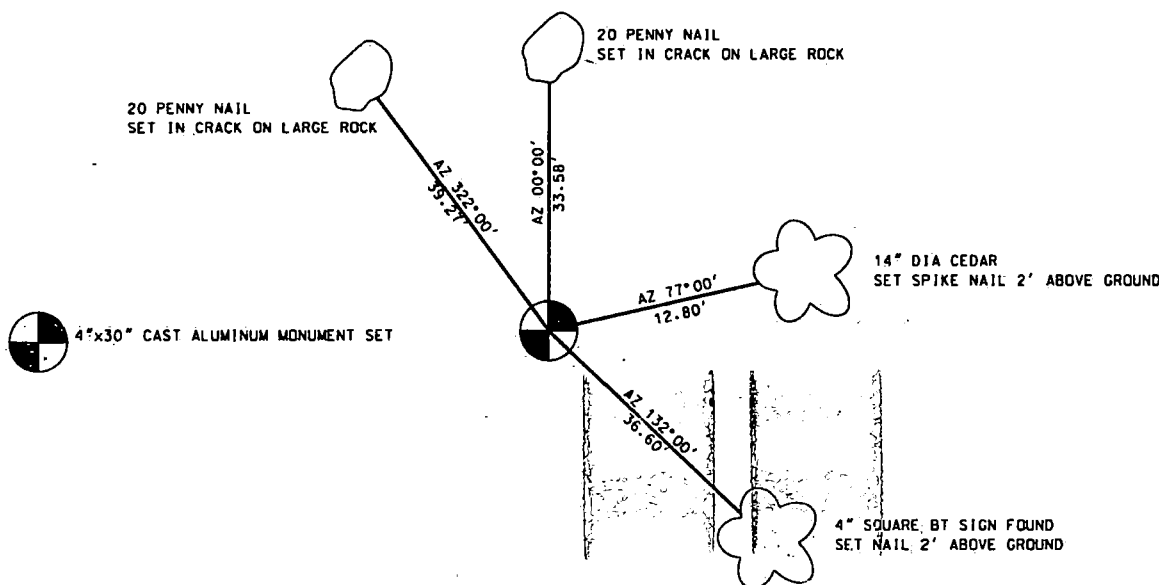 20 PENNY NAIL
SET IN CRACK ON LARGE ROCK
20 PENNY NAIL
SET IN CRACK ON LARGE ROCK
AZ 322°00'
39.27'
AZ 00°00'
33.58'
AZ 77°00'
12.80'
14" DIA CEDAR
SET SPIKE NAIL 2' ABOVE GROUND
4"x30" CAST ALUMINUM MONUMENT SET
AZ 132°00'
36.60'
4" SQUARE BT SIGN FOUND
SET NAIL 2' ABOVE GROUND